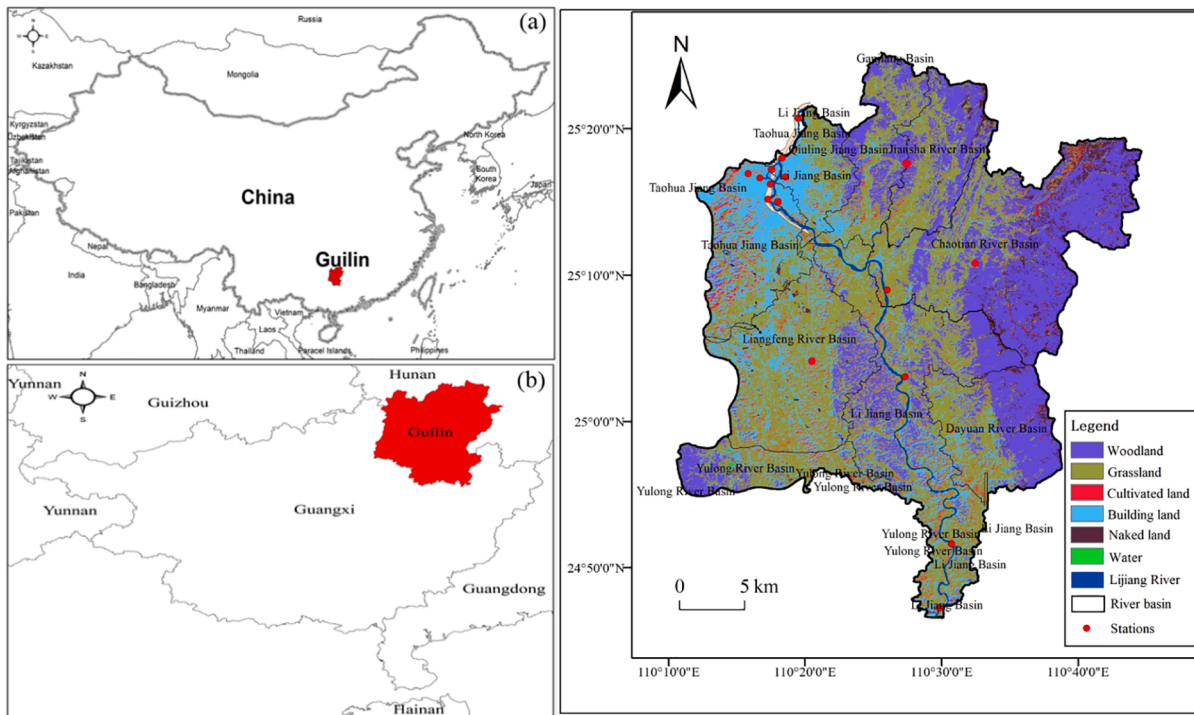 (a)
Russia
Kazakhstan
Mongolia
Kyrgyzstan
Uzbekistan
Tajikistan
Afghanistan
Pakistan
North Korea
South
Korea
Japan
China
Nepal
India
Bangladesh
Myanmar
Guilin
Vietnam
Laos
Thailand
Paracel Islands
Philippines
N
W
E
S
(b)
Yunnan
Hunan
Guizhou
Guilin
Guangxi
Yunnan
Guangdong
Hainan
N
W
E
S
N
25°20'0"N
25°10'0"N
25°0'0"N
24°50'0"N
Li Jiang Basin
Taohua Jiang Basin
Qiuling Jiang Basin
Jiansha River Basin
Li Jiang Basin
Taohua Jiang Basin
Taohua Jiang Basin
Chaotian River Basin
Liangfeng River Basin
Li Jiang Basin
Dayuan River Basin
Yulong River Basin
Yulong River Basin
Yulong River Basin
Yulong River Basin
Li Jiang Basin
Yulong River Basin
Yulong River Basin
Li Jiang Basin
Li Jiang Basin
0 5 km
Legend
Woodland
Grassland
Cultivated land
Building land
Naked land
Water
Lijiang River
River basin
Stations
110°10'0"E 110°20'0"E 110°30'0"E 110°40'0"E